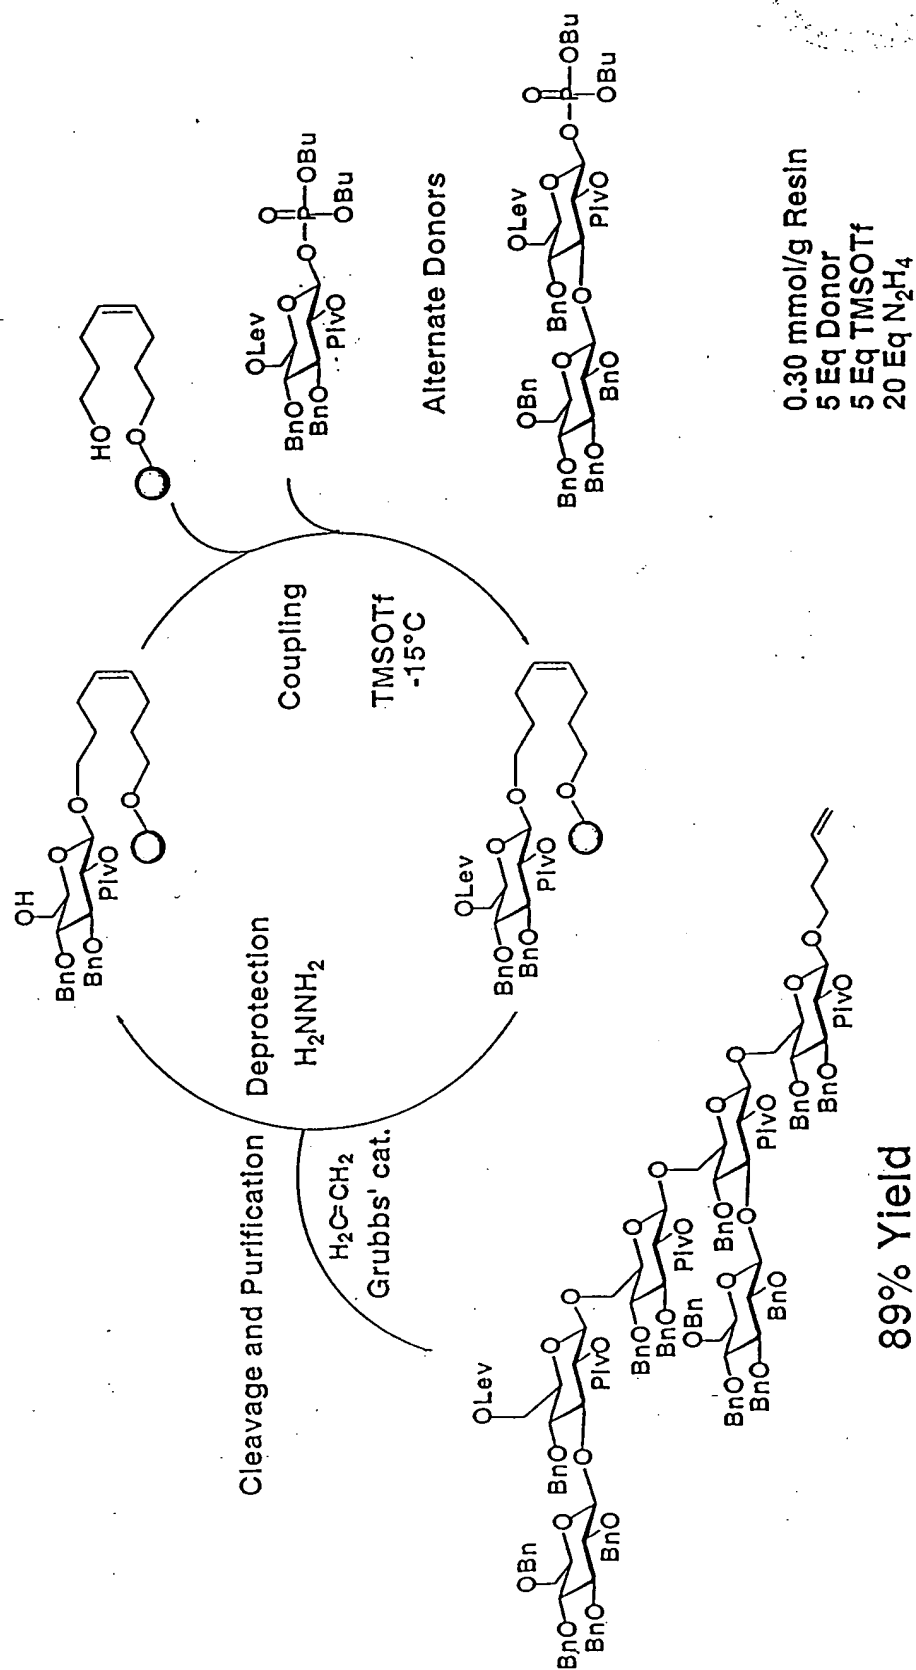 HO
O
O
OLev
BnO
BnO
PivO
O
O
O=P-OBu
OBu
Alternate Donors
OBn
BnO
BnO
O
BnO
OLev
BnO
O
O
PivO
O
O=P-OBu
OBu
0.30 mmol/g Resin
5 Eq Donor
5 Eq TMSOTf
20 Eq N2H4
Coupling
TMSOTf
-15°C
OH
BnO
BnO
O
PivO
O
O
OLev
BnO
BnO
O
PivO
O
O
Deprotection
H2NNH2
Cleavage and Purification
H2C=CH2
Grubbs' cat.
OBn
BnO
BnO
O
BnO
OLev
BnO
O
O
PivO
O
BnO
BnO
O
PivO
O
OBn
BnO
BnO
O
BnO
BnO
O
O
PivO
O
BnO
BnO
O
PivO
O
89% Yield